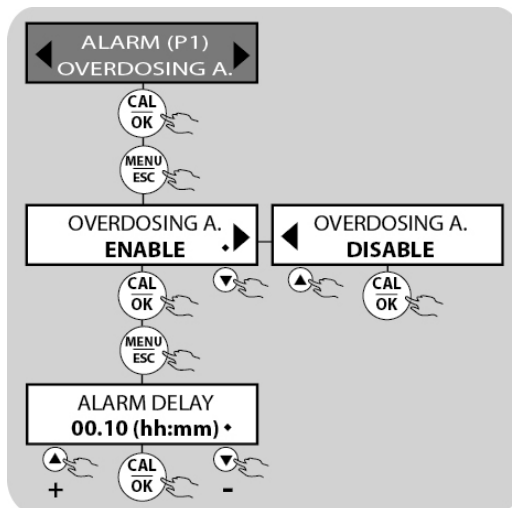 ALARM (P1)
OVERDOSING A.
CAL
OK
MENU
ESC
OVERDOSING A.
ENABLE
OVERDOSING A.
DISABLE
CAL
OK
CAL
OK
MENU
ESC
ALARM DELAY
00.10 (hh:mm)
CAL
OK
+
-